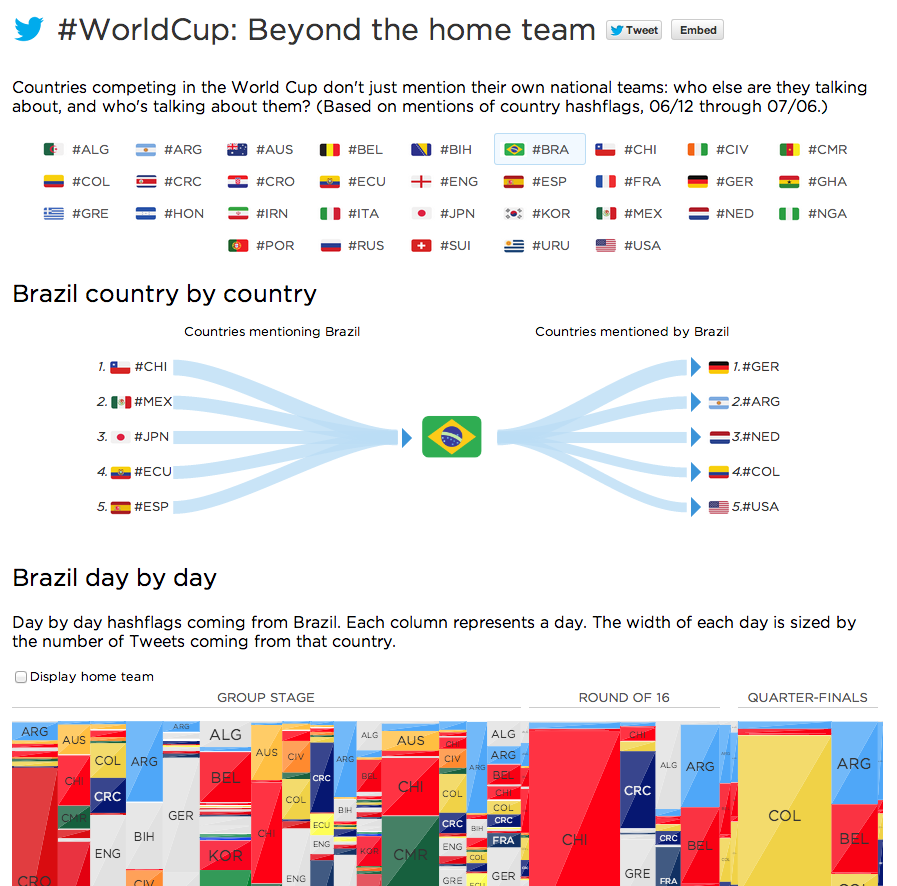 #WorldCup: Beyond the home team Tweet Embed
Countries competing in the World Cup don't just mention their own national teams: who else are they talking
about, and who's talking about them? (Based on mentions of country hashflags, 06/12 through 07/06.)
#ALG #ARG #AUS #BEL #BIH #BRA #CHI #CIV #CMR
#COL #CRC #CRO #ECU #ENG #ESP #FRA #GER #GHA
#GRE #HON #IRN #ITA #JPN #KOR #MEX #NED #NGA
#POR #RUS #SUI #URU #USA
Brazil country by country
Countries mentioning Brazil Countries mentioned by Brazil
1. #CHI 1. #GER
2. #MEX 2. #ARG
3. #JPN 3. #NED
4. #ECU 4. #COL
5. #ESP 5. #USA
Brazil day by day
Day by day hashflags coming from Brazil. Each column represents a day. The width of each day is sized by
the number of Tweets coming from that country.
Display home team
GROUP STAGE ROUND OF 16 QUARTER-FINALS
ARG
CRO
AUS
CHI
CMR
COL
CRC
ENG
ARG
BIH
CIV
ARG
GER
ALG
BEL
KOR
AUS
CHI
CIV
COL
ENG
CRC
ECU
ENG
ARG
BIH
ALG
BEL
KOR
AUS
CHI
CMR
CHI
CIV
COL
CRC
ENG
GRE
ARG
BIH
COL
ECU
ALG
ARG
BEL
CHI
COL
CRC
FRA
GER
CHI
CHI
CRC
GRE
ALG
CRC
FRA
ARG
BEL
COL
ARG
BEL